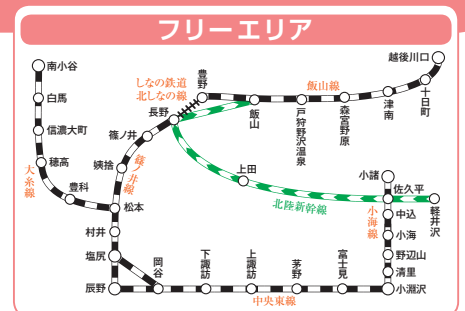 フリーエリア
南小谷
白馬
信濃大町
穂高
大糸線
豊科
松本
村井
塩尻
辰野
岡谷
下諏訪
上諏訪
茅野
富士見
小淵沢
中央東線
篠ノ井
姨捨
篠ノ井線
長野
しなの鉄道
北しなの線
豊野
飯山
飯山線
戸狩野沢温泉
森宮野原
津南
十日町
越後川口
上田
北陸新幹線
小諸
佐久平
軽井沢
中込
小海
小海線
野辺山
清里